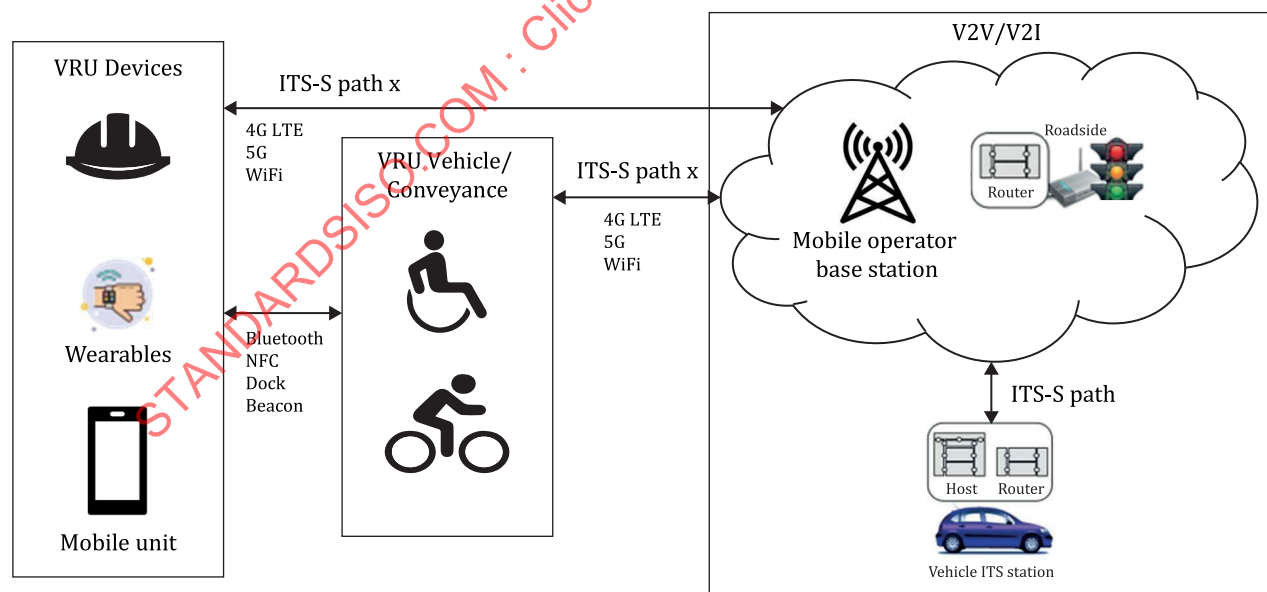 VRU Devices
Wearables
Mobile unit
ITS-S path x
4G LTE
5G
WiFi
Bluetooth
NFC
Dock
Beacon
VRU Vehicle/
Conveyance
ITS-S path x
4G LTE
5G
WiFi
V2V/V2I
Mobile operator
base station
Roadside
Router
ITS-S path
Host
Router
Vehicle ITS station
STANDARDSISO.COM : Clic